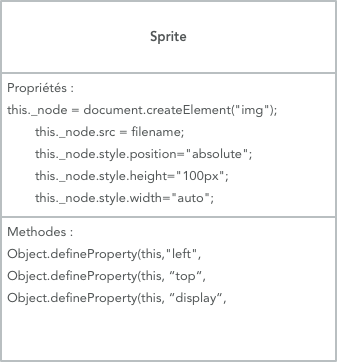 Sprite
Propriétés :
this._node = document.createElement("img");
this._node.src = filename;
this._node.style.position="absolute";
this._node.style.height="100px";
this._node.style.width="auto";
Methodes :
Object.defineProperty(this,"left",
Object.defineProperty(this, “top“,
Object.defineProperty(this, “display“,